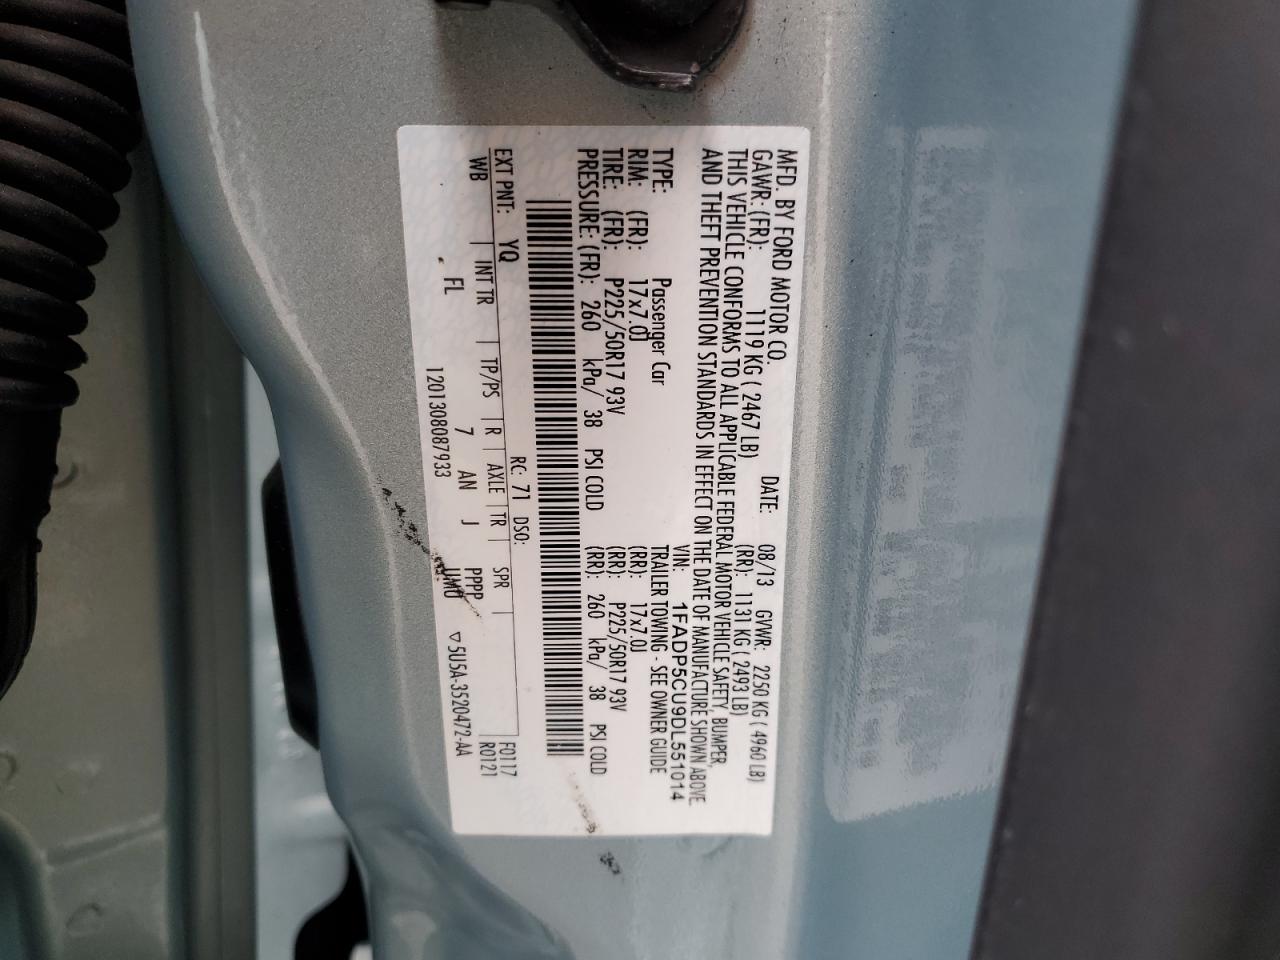 MFD. BY FORD MOTOR CO.
DATE: 08/13 GVWR: 2250 KG ( 4960 LB)
GAWR: (FR): 1119 KG ( 2467 LB) (RR): 1131 KG ( 2493 LB)
THIS VEHICLE CONFORMS TO ALL APPLICABLE FEDERAL MOTOR VEHICLE SAFETY, BUMPER,
AND THEFT PREVENTION STANDARDS IN EFFECT ON THE DATE OF MANUFACTURE SHOWN ABOVE
VIN: 1FADP5CU9DL551014
TYPE: Passenger Car TRAILER TOWING - SEE OWNER GUIDE
RIM: (FR): 17x7.0J (RR): 17x7.0J
TIRE: (FR): P225/50R17 93V (RR): P225/50R17 93V
PRESSURE: (FR): 260 kPa/ 38 PSI COLD (RR): 260 kPa/ 38 PSI COLD
EXT PNT: YQ RC: 71 DSO: F0117
WB INT TR TP/PS R AXLE TR SPR R0121
FL 7 AN J PPPP
1201308087933 UMU ▽5U5A-3520472-AA